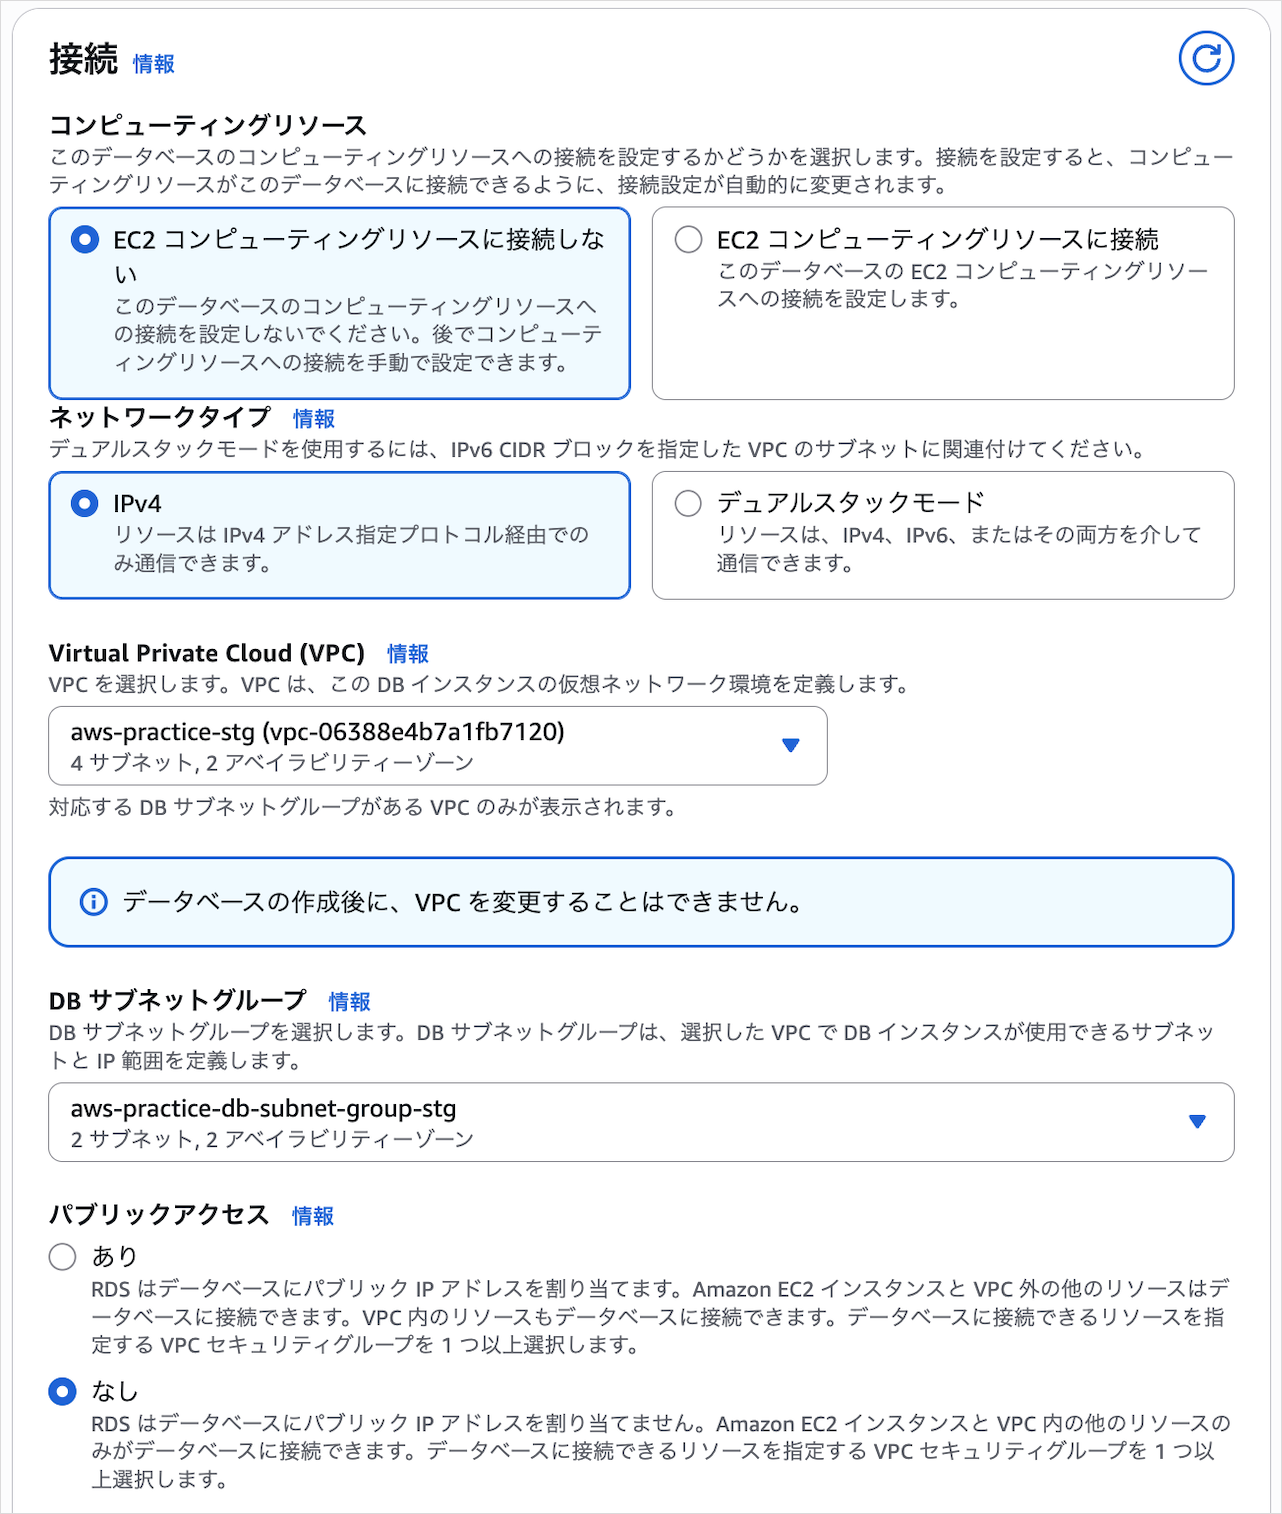 接続 情報
コンピューティングリソース
このデータベースのコンピューティングリソースへの接続を設定するかどうかを選択します。接続を設定すると、コンピュー
ティングリソースがこのデータベースに接続できるように、接続設定が自動的に変更されます。
EC2 コンピューティングリソースに接続しな
い
このデータベースのコンピューティングリソースへ
の接続を設定しないでください。後でコンピューテ
ィングリソースへの接続を手動で設定できます。
EC2 コンピューティングリソースに接続
このデータベースの EC2 コンピューティングリソー
スへの接続を設定します。
ネットワークタイプ 情報
デュアルスタックモードを使用するには、IPv6 CIDR ブロックを指定した VPC のサブネットに関連付けてください。
IPv4
リソースは IPv4 アドレス指定プロトコル経由での
み通信できます。
デュアルスタックモード
リソースは、IPv4、IPv6、またはその両方を介して
通信できます。
Virtual Private Cloud (VPC) 情報
VPC を選択します。VPC は、この DB インスタンスの仮想ネットワーク環境を定義します。
aws-practice-stg (vpc-06388e4b7a1fb7120)
4 サブネット, 2 アベイラビリティーゾーン
対応する DB サブネットグループがある VPC のみが表示されます。
データベースの作成後に、VPC を変更することはできません。
DB サブネットグループ 情報
DB サブネットグループを選択します。DB サブネットグループは、選択した VPC で DB インスタンスが使用できるサブネッ
トと IP 範囲を定義します。
aws-practice-db-subnet-group-stg
2 サブネット, 2 アベイラビリティーゾーン
パブリックアクセス 情報
あり
RDS はデータベースにパブリック IP アドレスを割り当てます。Amazon EC2 インスタンスと VPC 外の他のリソースはデ
ータベースに接続できます。VPC 内のリソースもデータベースに接続できます。データベースに接続できるリソースを指
定する VPC セキュリティグループを 1 つ以上選択します。
なし
RDS はデータベースにパブリック IP アドレスを割り当てません。Amazon EC2 インスタンスと VPC 内の他のリソースの
みがデータベースに接続できます。データベースに接続できるリソースを指定する VPC セキュリティグループを 1 つ以
上選択します。